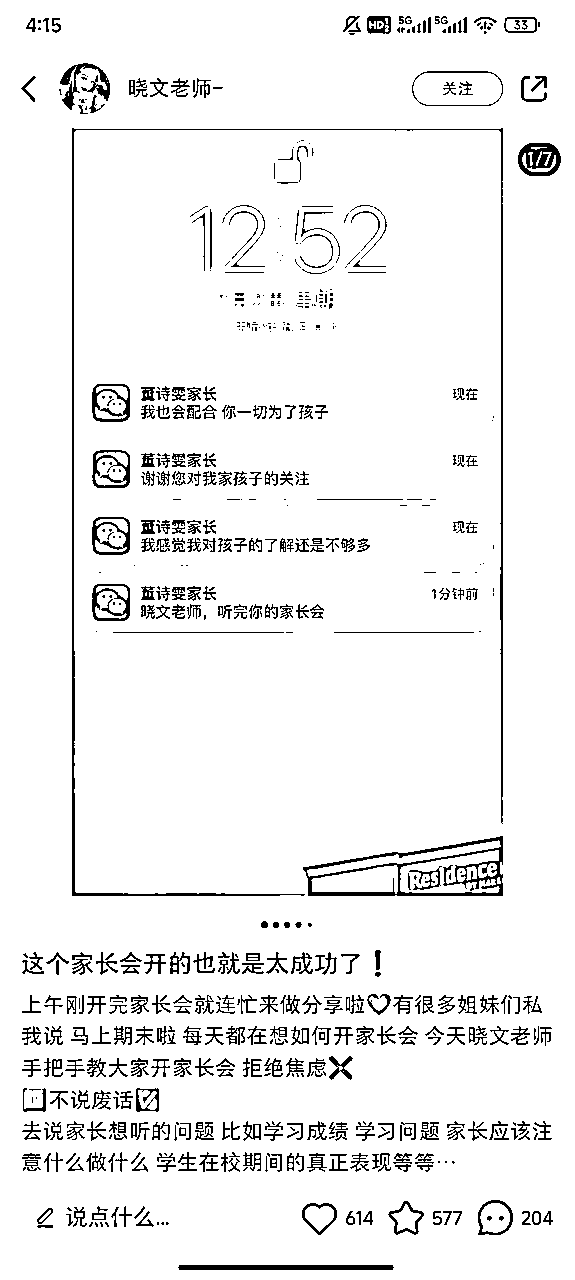 4:15
HD 5G 5G 33
晓文老师~
关注
1/7
12:52
董诗雯家长 现在
我也会配合 你一切为了孩子
董诗雯家长 现在
谢谢您对我家孩子的关注
董诗雯家长 现在
我感觉我对孩子的了解还是不够多
董诗雯家长 1分钟前
晓文老师，听完你的家长会
Residence
这个家长会开的也就是太成功了❗
上午刚开完家长会就连忙来做分享啦♡有很多姐妹们私
我说 马上期末啦 每天都在想如何开家长会 今天晓文老师
手把手教大家开家长会 拒绝焦虑✖
不说废话
去说家长想听的问题 比如学习成绩 学习问题 家长应该注
意什么做什么 学生在校期间的真正表现等等…
说点什么...
614 577 204